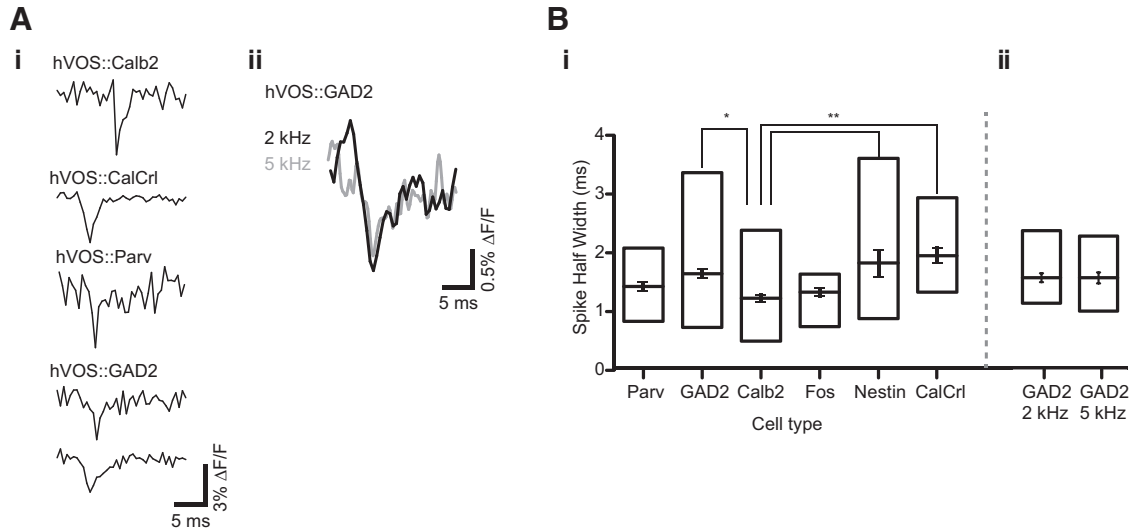 A
i
hVOS::Calb2
hVOS::CalCrl
hVOS::Parv
hVOS::GAD2
3% ΔF/F
5 ms
ii
hVOS::GAD2
2 kHz
5 kHz
0.5% ΔF/F
5 ms
B
i
*
**
Spike Half Width (ms)
4
3
2
1
0
Parv GAD2 Calb2 Fos Nestin CalCrl
Cell type
ii
GAD2 GAD2
2 kHz 5 kHz